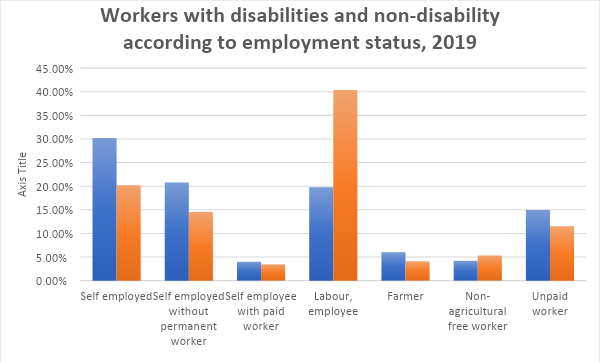 Workers with disabilities and non-disability
according to employment status, 2019
45.00%
40.00%
35.00%
30.00%
25.00%
20.00%
15.00%
10.00%
5.00%
0.00%
Axis Title
Self employed
Self employed
without
permanent
worker
Self employee
with paid
worker
Labour,
employee
Farmer
Non-
agricultural
free worker
Unpaid
worker